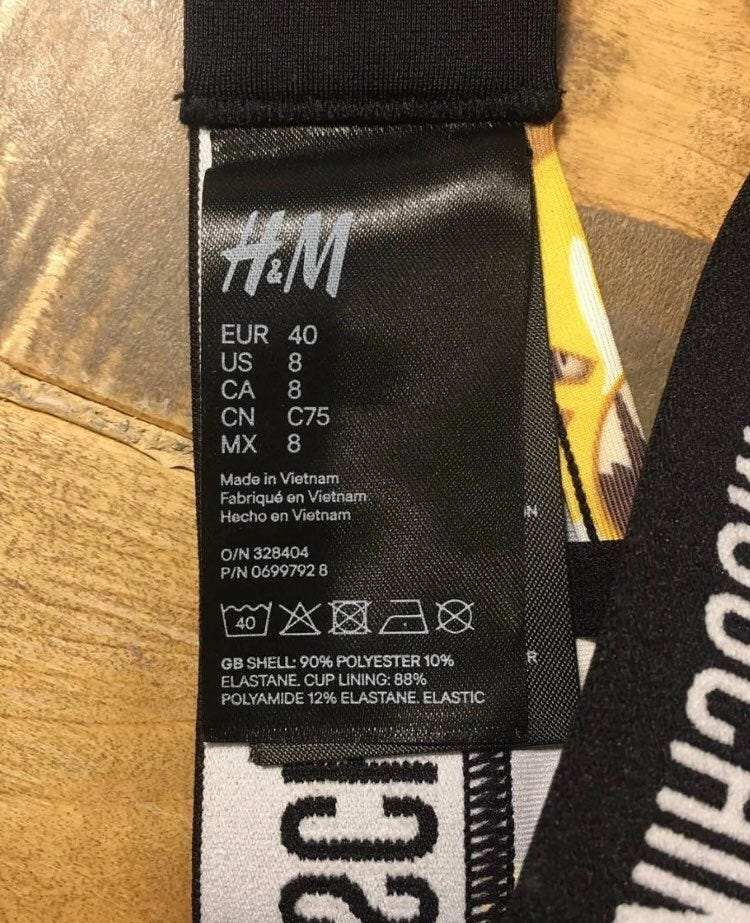 H&M
EUR 40
US 8
CA 8
CN C75
MX 8
Made in Vietnam
Fabriqué en Vietnam
Hecho en Vietnam
O/N 328404
P/N 0699792 8
40
GB SHELL: 90% POLYESTER 10%
ELASTANE. CUP LINING: 88%
POLYAMIDE 12% ELASTANE. ELASTIC